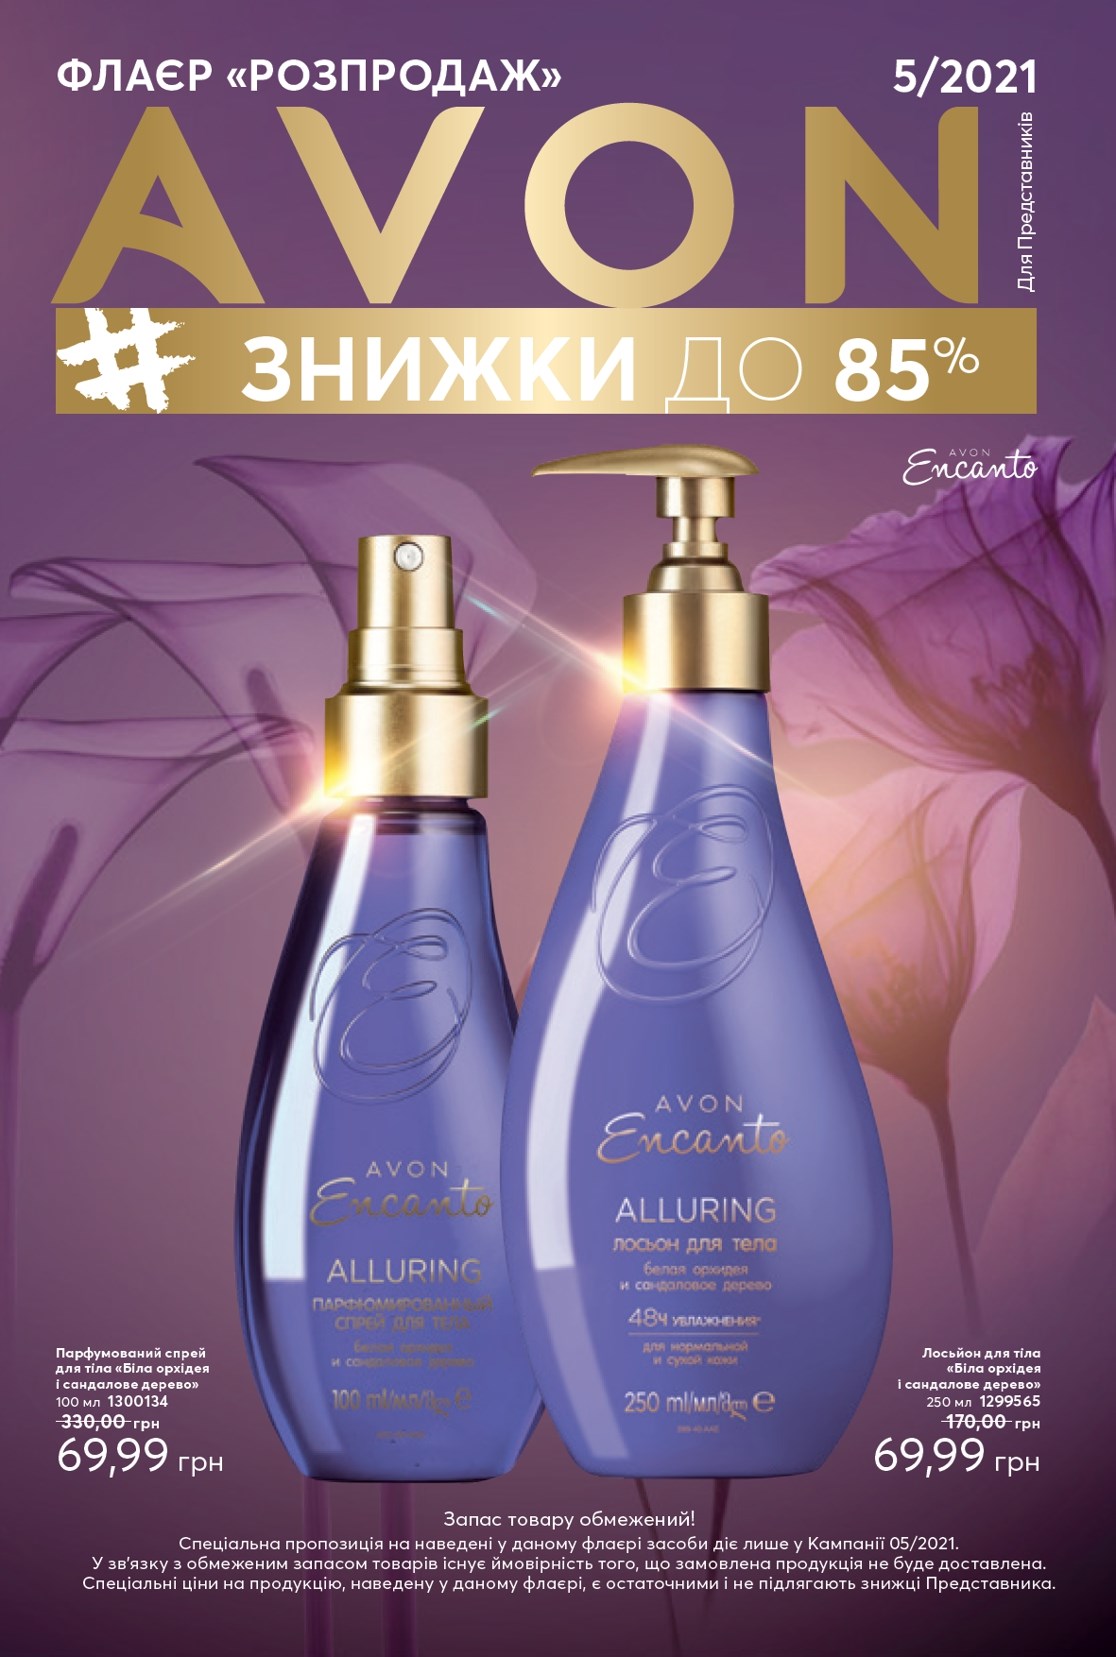 ФЛАЄР «РОЗПРОДАЖ»
5/2021
AVON
Для Представників
# ЗНИЖКИ ДО 85%
AVON
Encanto
AVON
Encanto
ALLURING
ПАРФЮМИРОВАННЫЙ
СПРЕЙ ДЛЯ ТЕЛА
и сандаловое дерево
100 ml/мл/
AVON
Encanto
ALLURING
ЛОСЬОН ДЛЯ ТЕЛА
белая орхидея
и сандаловое дерево
48ч УВЛАЖНЕНИЯ*
для нормальной
и сухой кожи
250 ml/мл/
Парфумований спрей
для тіла «Біла орхідея
і сандалове дерево»
100 мл 1300134
330,00 грн
69,99 грн
Лосьйон для тіла
«Біла орхідея
і сандалове дерево»
250 мл 1299565
170,00 грн
69,99 грн
Запас товару обмежений!
Спеціальна пропозиція на наведені у даному флаєрі засоби діє лише у Кампанії 05/2021.
У зв'язку з обмеженим запасом товарів існує ймовірність того, що замовлена продукція не буде доставлена.
Спеціальні ціни на продукцію, наведену у даному флаєрі, є остаточними і не підлягають знижці Представника.